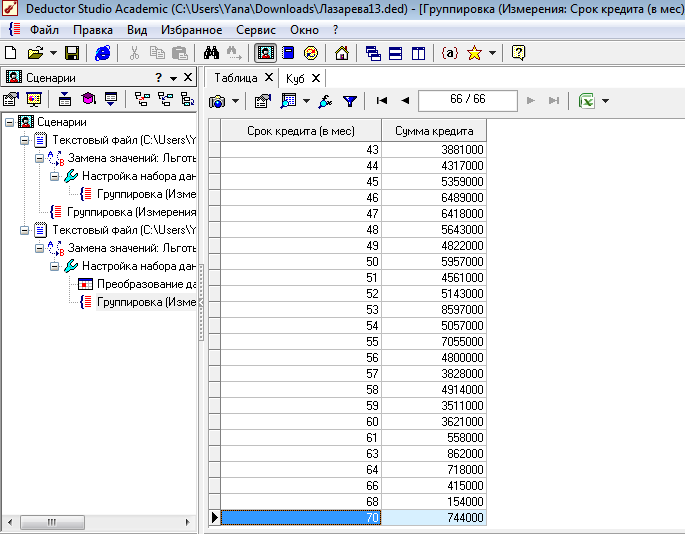 Deductor Studio Academic (C:\Users\Yana\Downloads\Лазарева13.ded) - [Группировка (Измерения: Срок кредита (в мес)
Файл Правка Вид Избранное Сервис Окно ?
Сценарии
Таблица Куб
66 / 66
Сценарии
Текстовый файл (C:\Users\Y
Замена значений: Льготь
Настройка набора дан
Группировка (Изме
Группировка (Измерения
Текстовый файл (C:\Users\Y
Замена значений: Льготь
Настройка набора дан
Преобразование да
Группировка (Изме
Срок кредита (в мес) Сумма кредита
43 3881000
44 4317000
45 5359000
46 6489000
47 6418000
48 5643000
49 4822000
50 5957000
51 4561000
52 5143000
53 8597000
54 5057000
55 7055000
56 4800000
57 3828000
58 4914000
59 3511000
60 3621000
61 558000
63 862000
64 718000
66 415000
68 154000
70 744000